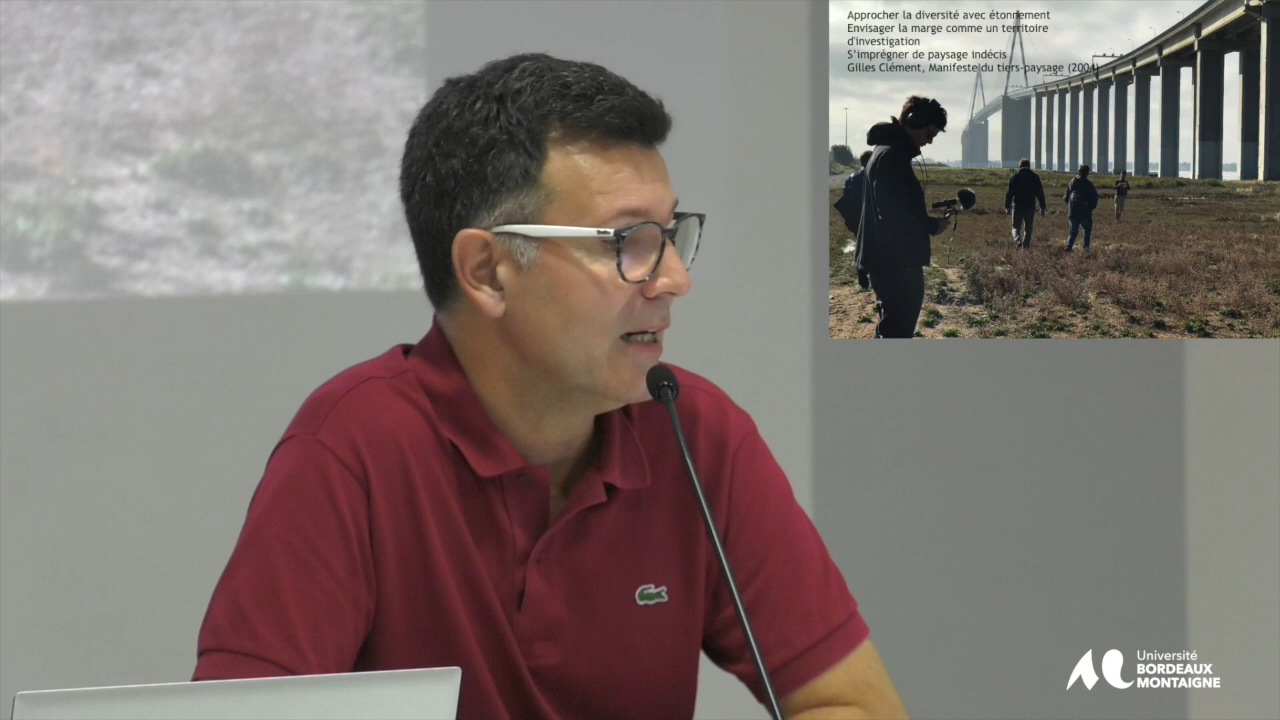 Approcher la diversité avec étonnement
Envisager la marge comme un territoire
d'investigation
S'imprégner de paysage indécis
Gilles Clément, Manifeste du tiers-paysage (2004)
Université
BORDEAUX
MONTAIGNE